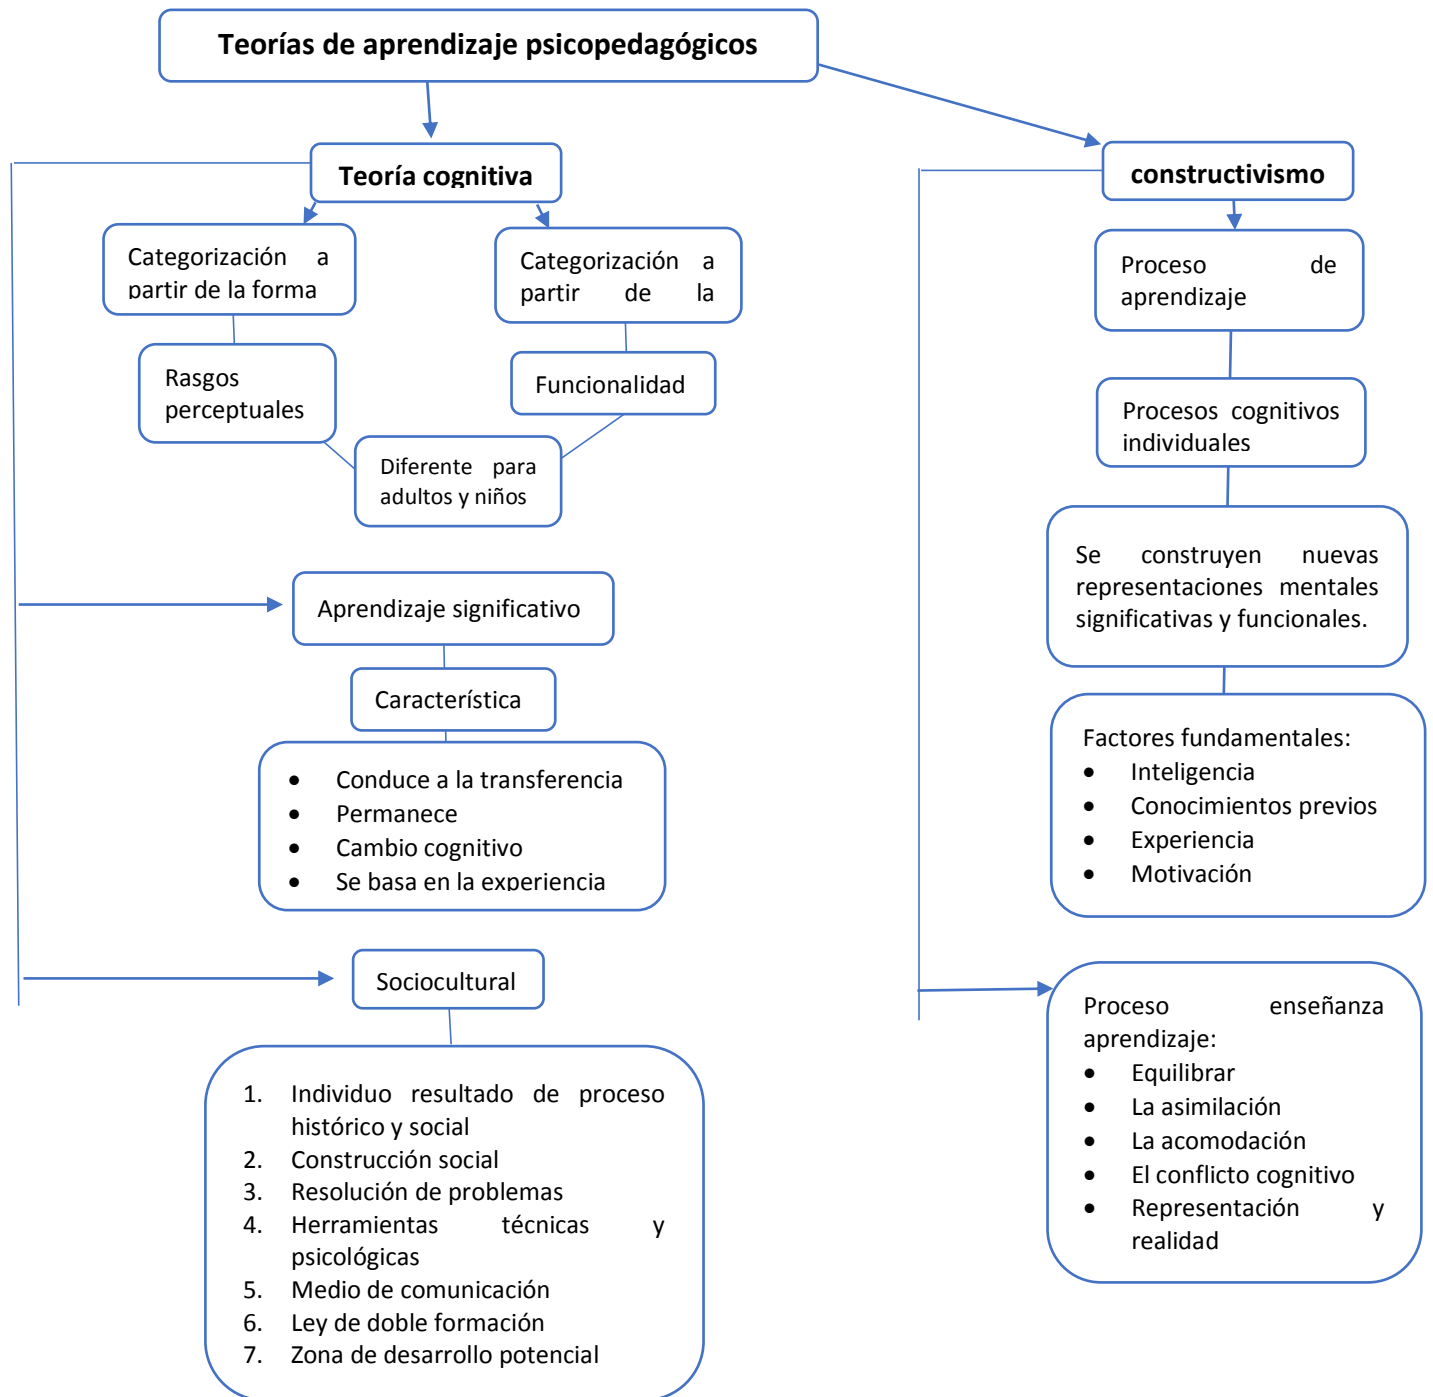 Teorías de aprendizaje psicopedagógicos
Teoría cognitiva
Categorización a
partir de la forma
Categorización a
partir de la
Rasgos
perceptuales
Funcionalidad
Diferente para
adultos y niños
Aprendizaje significativo
Característica
• Conduce a la transferencia
• Permanece
• Cambio cognitivo
• Se basa en la experiencia
Sociocultural
1. Individuo resultado de proceso
histórico y social
2. Construcción social
3. Resolución de problemas
4. Herramientas técnicas y
psicológicas
5. Medio de comunicación
6. Ley de doble formación
7. Zona de desarrollo potencial
constructivismo
Proceso de
aprendizaje
Procesos cognitivos
individuales
Se construyen nuevas
representaciones mentales
significativas y funcionales.
Factores fundamentales:
• Inteligencia
• Conocimientos previos
• Experiencia
• Motivación
Proceso enseñanza
aprendizaje:
• Equilibrar
• La asimilación
• La acomodación
• El conflicto cognitivo
• Representación y
realidad